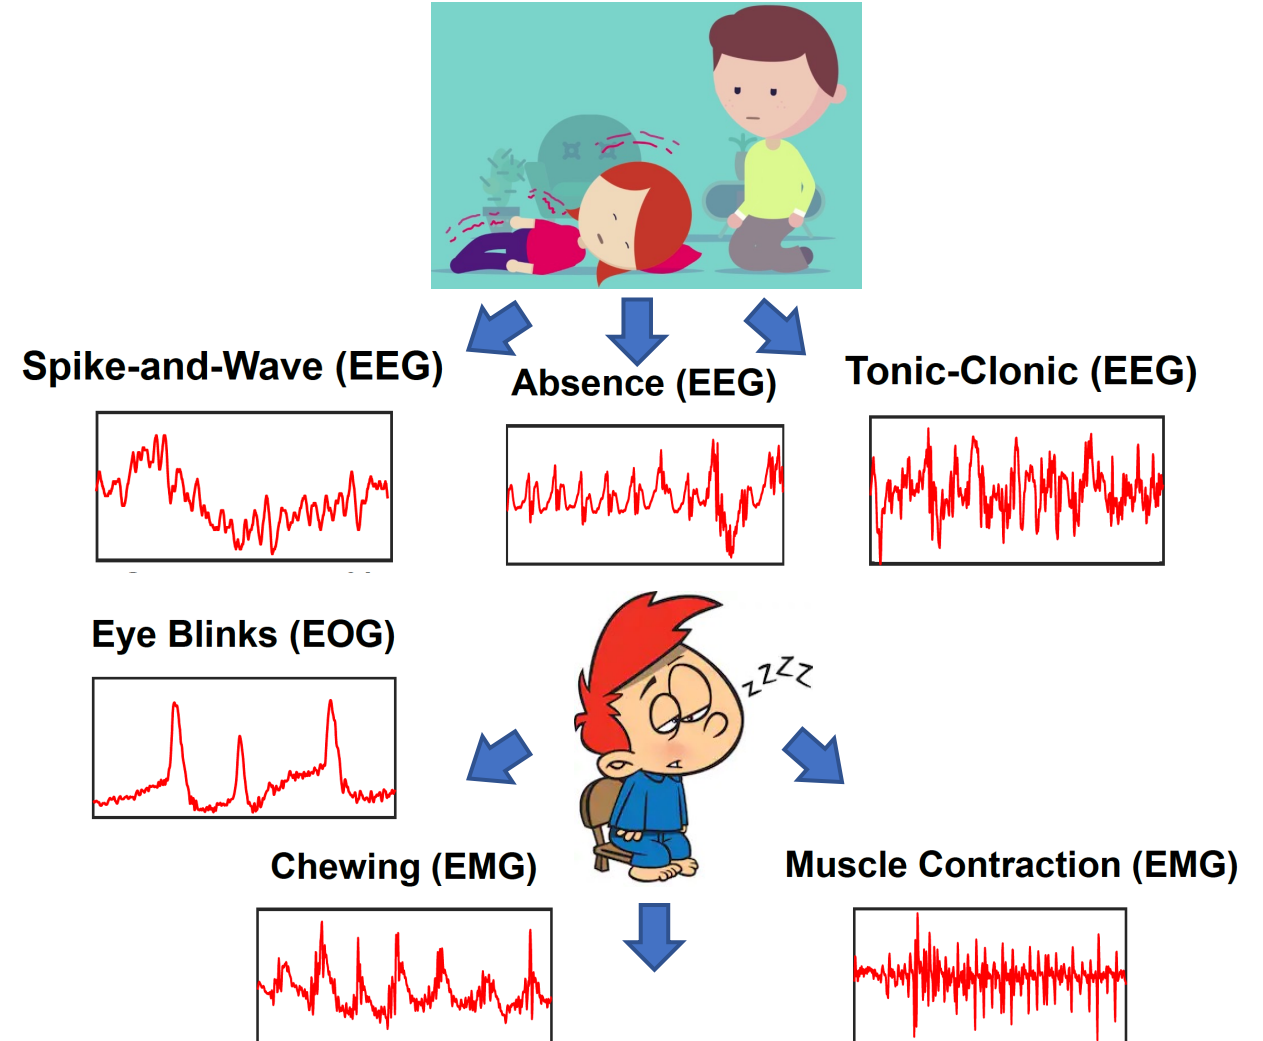 Spike-and-Wave (EEG)
Absence (EEG)
Tonic-Clonic (EEG)
Eye Blinks (EOG)
zzzz
Chewing (EMG)
Muscle Contraction (EMG)